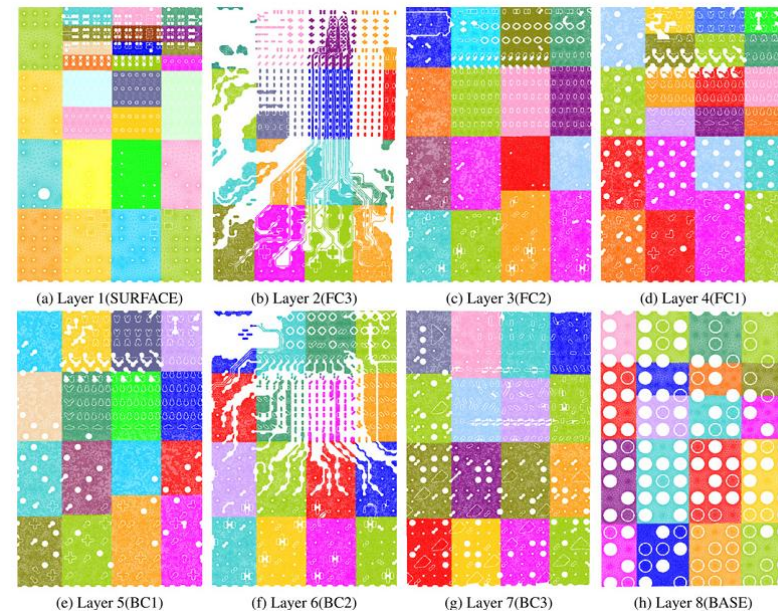 (a) Layer 1(SURFACE)
(b) Layer 2(FC3)
(c) Layer 3(FC2)
(d) Layer 4(FC1)
(e) Layer 5(BC1)
(f) Layer 6(BC2)
(g) Layer 7(BC3)
(h) Layer 8(BASE)